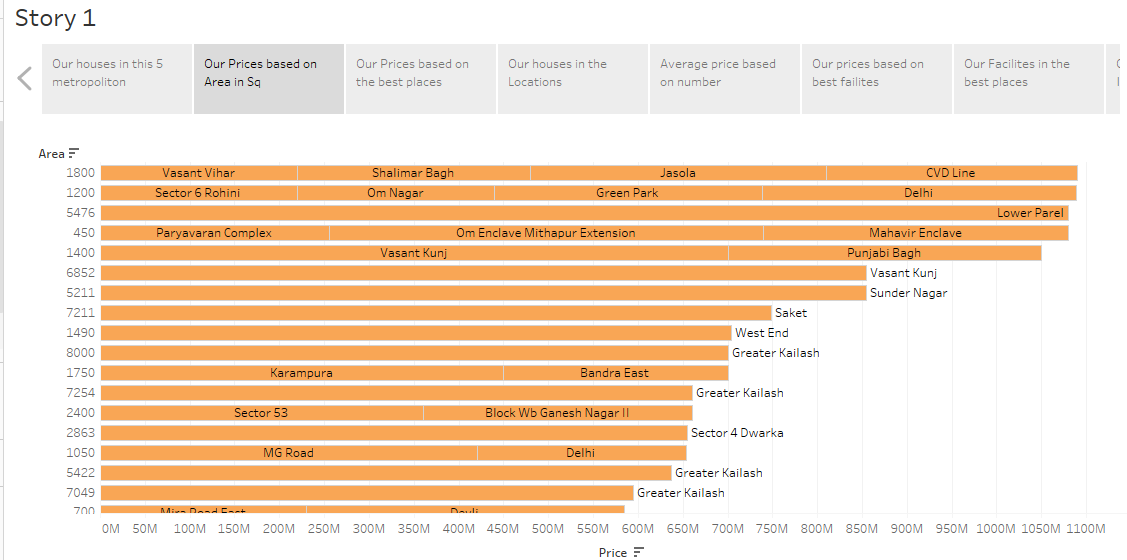 Story 1
Our houses in this 5
metropoliton
Our Prices based on
Area in Sq
Our Prices based on
the best places
Our houses in the
Locations
Average price based
on number
Our prices based on
best failites
Our Facilites in the
best places
Area
1800 Vasant Vihar Shalimar Bagh Jasola CVD Line
1200 Sector 6 Rohini Om Nagar Green Park Delhi
5476 Lower Parel
450 Paryavaran Complex Om Enclave Mithapur Extension Mahavir Enclave
1400 Vasant Kunj Punjabi Bagh
6852 Vasant Kunj
5211 Sunder Nagar
7211 Saket
1490 West End
8000 Greater Kailash
1750 Karampura Bandra East
7254 Greater Kailash
2400 Sector 53 Block Wb Ganesh Nagar II
2863 Sector 4 Dwarka
1050 MG Road Delhi
5422 Greater Kailash
7049 Greater Kailash
700 Mira Road East Devli
0M 50M 100M 150M 200M 250M 300M 350M 400M 450M 500M 550M 600M 650M 700M 750M 800M 850M 900M 950M 1000M 1050M 1100M
Price